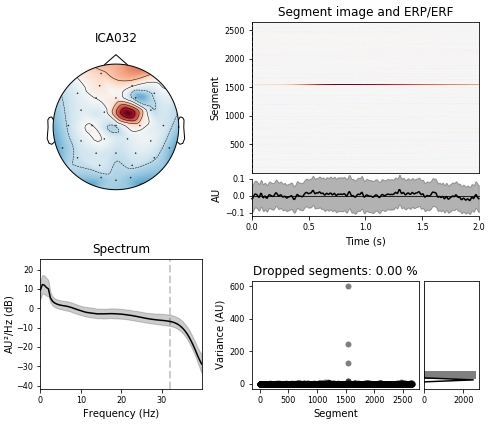 ICA032
Segment image and ERP/ERF
2500
2000
1500
1000
500
Segment
0.1
0.0
−0.1
AU
0.0 0.5 1.0 1.5 2.0
Time (s)
Spectrum
20
10
0
−10
−20
−30
−40
AU²/Hz (dB)
0 10 20 30
Frequency (Hz)
Dropped segments: 0.00 %
600
400
200
0
Variance (AU)
0 500 1000 1500 2000 2500
Segment
0 2000